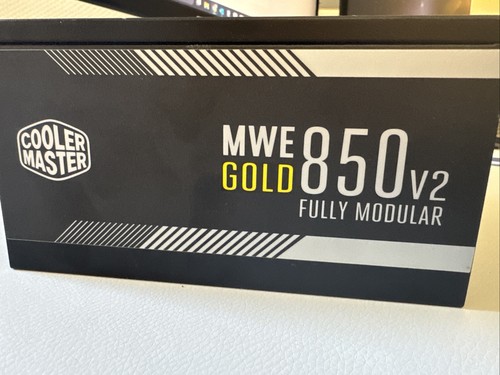 COOLER
MASTER
MWE
GOLD
850 V2
FULLY MODULAR